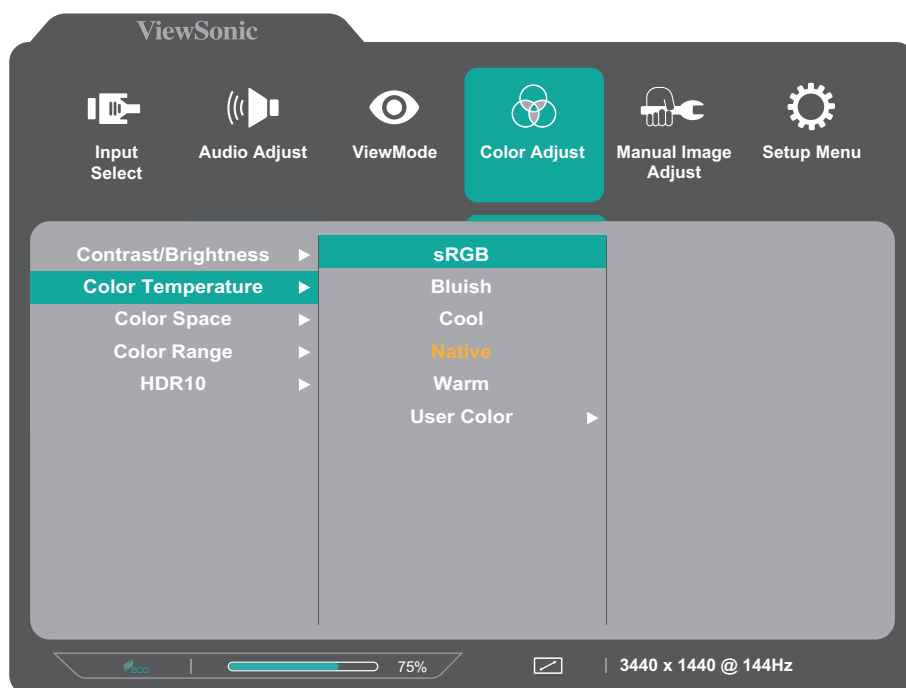 ViewSonic
Input
Select
Audio Adjust
ViewMode
Color Adjust
Manual Image
Adjust
Setup Menu
Contrast/Brightness
Color Temperature
Color Space
Color Range
HDR10
sRGB
Bluish
Cool
Native
Warm
User Color
eco
75%
3440 x 1440 @ 144Hz